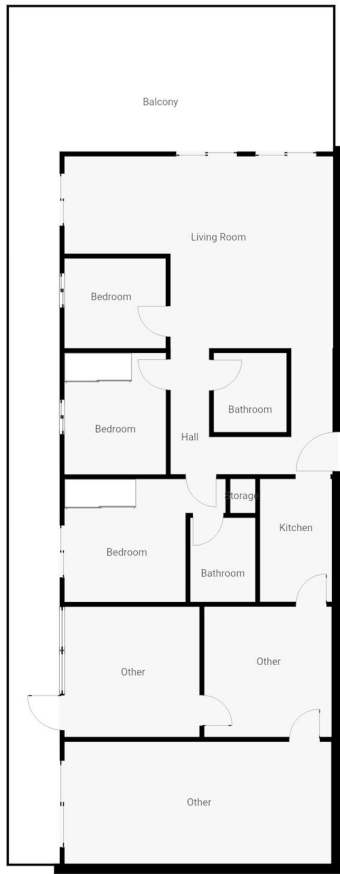 Balcony
Living Room
Bedroom
Bedroom
Bathroom
Hall
Storage
Kitchen
Bedroom
Bathroom
Other
Other
Other